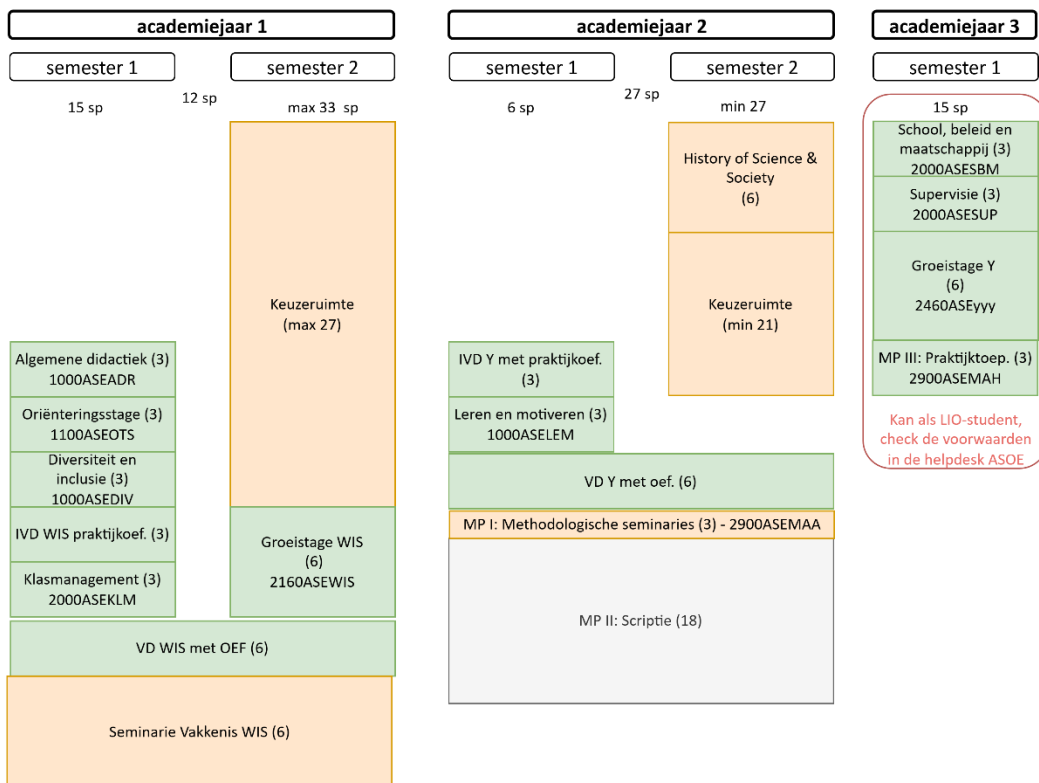 academiejaar 1
academiejaar 2
academiejaar 3
semester 1
semester 2
semester 1
semester 2
semester 1
15 sp
12 sp
max 33 sp
6 sp
27 sp
min 27
15 sp
Keuzeruimte
(max 27)
Algemene didactiek (3)
1000ASEADR
Oriënteringsstage (3)
1100ASEOTS
Diversiteit en
inclusie (3)
1000ASEDIV
IVD WIS praktijkoef. (3)
Klasmanagement (3)
2000ASEKLM
Groeistage WIS
(6)
2160ASEWIS
VD WIS met OEF (6)
Seminarie Vakkenis WIS (6)
History of Science &
Society
(6)
Keuzeruimte
(min 21)
IVD Y met praktijkoef.
(3)
Leren en motiveren (3)
1000ASELEM
VD Y met oef. (6)
MP I: Methodologische seminaries (3) - 2900ASEMAA
MP II: Scriptie (18)
School, beleid en
maatschappij (3)
2000ASESBM
Supervisie (3)
2000ASESUP
Groeistage Y
(6)
2460ASEyyy
MP III: Praktijktoep. (3)
2900ASEMAH
Kan als LIO-student,
check de voorwaarden
in de helpdesk ASOE